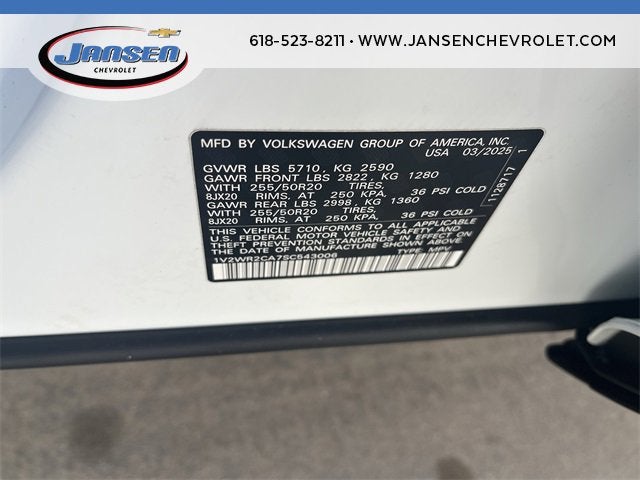 JANSEN
CHEVROLET
618-523-8211 • WWW.JANSENCHEVROLET.COM
MFD BY VOLKSWAGEN GROUP OF AMERICA, INC.
USA 03/2025
GVWR LBS 5710, KG 2590
GAWR FRONT LBS 2822, KG 1280
WITH 255/50R20 TIRES,
8JX20 RIMS, AT 250 KPA, 36 PSI COLD
GAWR REAR LBS 2998, KG 1360
WITH 255/50R20 TIRES,
8JX20 RIMS, AT 250 KPA, 36 PSI COLD
THIS VEHICLE CONFORMS TO ALL APPLICABLE
U.S. FEDERAL MOTOR VEHICLE SAFETY AND
THEFT PREVENTION STANDARDS IN EFFECT ON
THE DATE OF MANUFACTURE SHOWN ABOVE.
1V2WR2CA7SC543006 TYPE: MPV